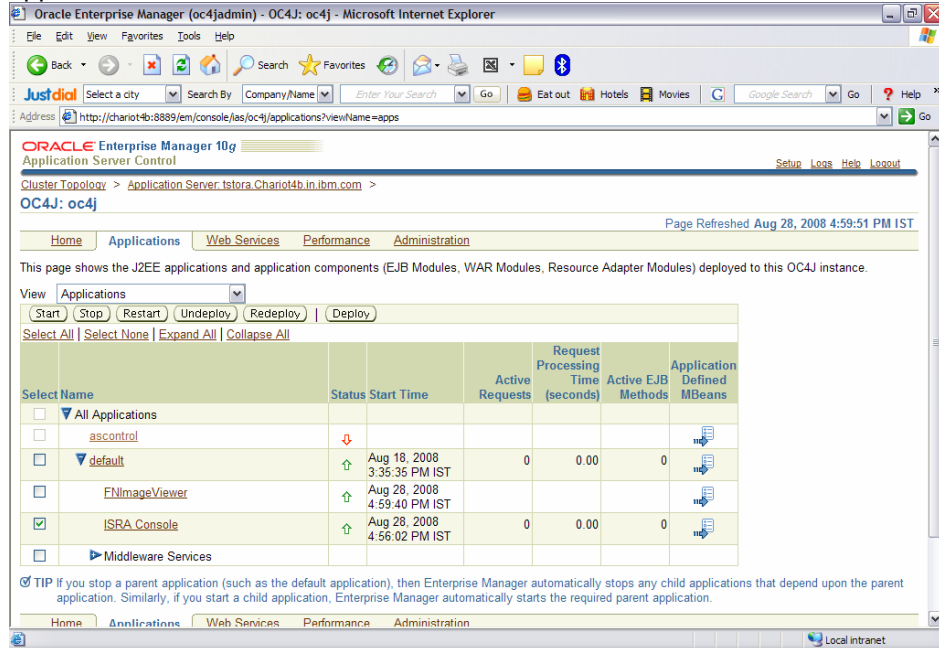 Oracle Enterprise Manager (oc4jadmin) - OC4J: oc4j - Microsoft Internet Explorer
File Edit View Favorites Tools Help
Back Search Favorites
Justdial Select a city Search By Company/Name Enter Your Search Go Eat out Hotels Movies G Google Search Go ? Help »
Address http://chariot4b:8889/em/console/ias/oc4j/applications?viewName=apps Go
ORACLE Enterprise Manager 10g
Application Server Control
Setup Logs Help Logout
Cluster Topology > Application Server: tstora.Chariot4b.in.ibm.com >
OC4J: oc4j
Page Refreshed Aug 28, 2008 4:59:51 PM IST
Home Applications Web Services Performance Administration
This page shows the J2EE applications and application components (EJB Modules, WAR Modules, Resource Adapter Modules) deployed to this OC4J instance.
View Applications
Start Stop Restart Undeploy Redeploy | Deploy
Select All | Select None | Expand All | Collapse All
Select Name Status Start Time Active Requests Request Processing Time (seconds) Active EJB Methods Application Defined MBeans
All Applications
ascontrol
default Aug 18, 2008 3:35:35 PM IST 0 0.00 0
FNImageViewer Aug 28, 2008 4:59:40 PM IST
ISRA Console Aug 28, 2008 4:56:02 PM IST 0 0.00 0
Middleware Services
TIP If you stop a parent application (such as the default application), then Enterprise Manager automatically stops any child applications that depend upon the parent
application. Similarly, if you start a child application, Enterprise Manager automatically starts the required parent application.
Home Applications Web Services Performance Administration
Local intranet